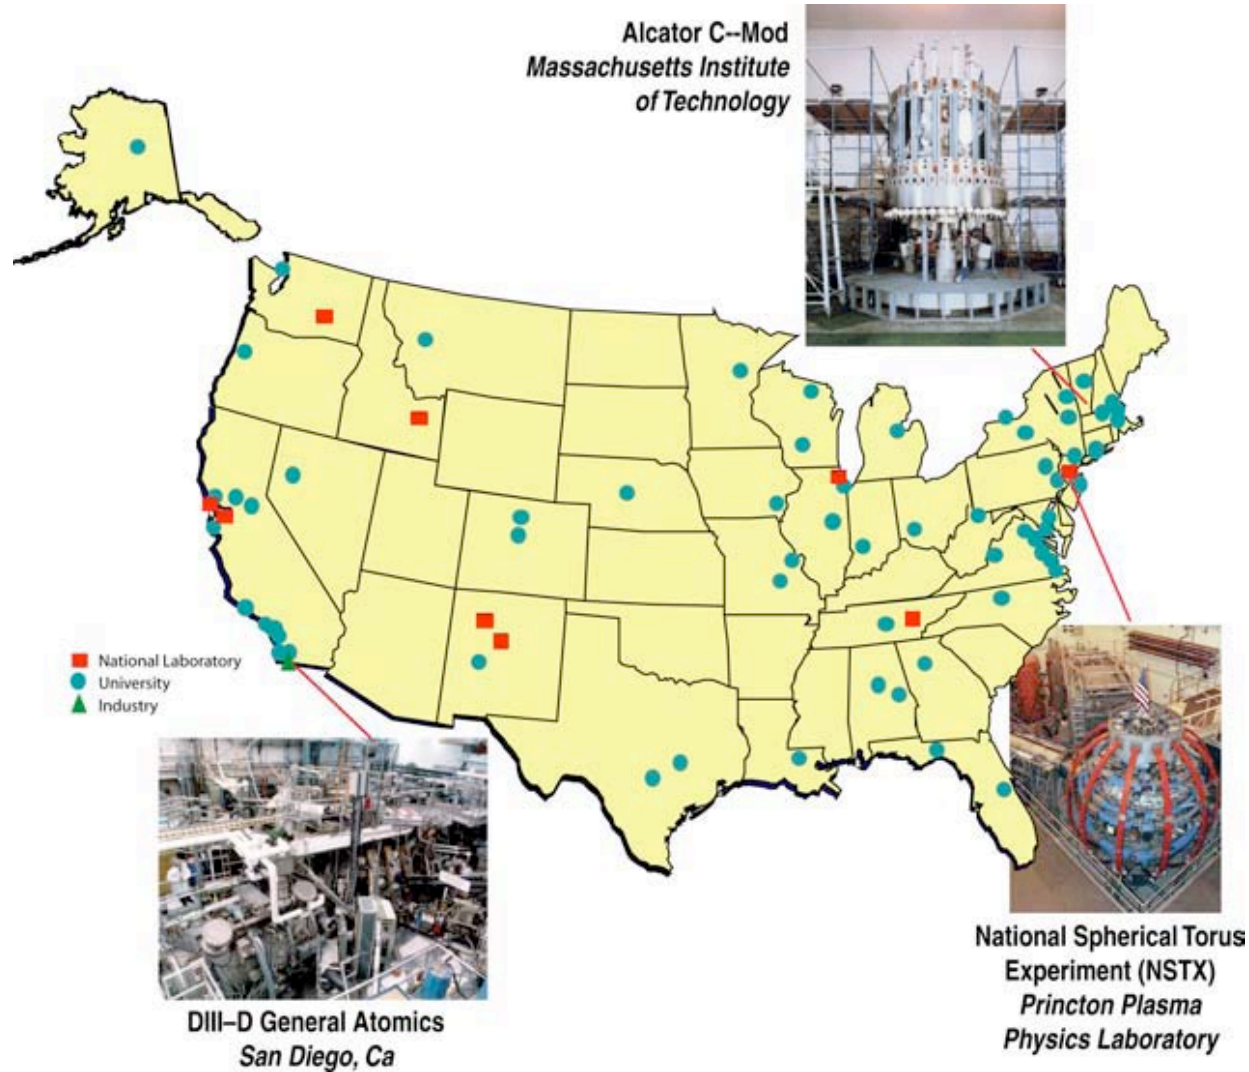 Alcator C--Mod
Massachusetts Institute
of Technology
National Laboratory
University
Industry
DIII–D General Atomics
San Diego, Ca
National Spherical Torus
Experiment (NSTX)
Princton Plasma
Physics Laboratory